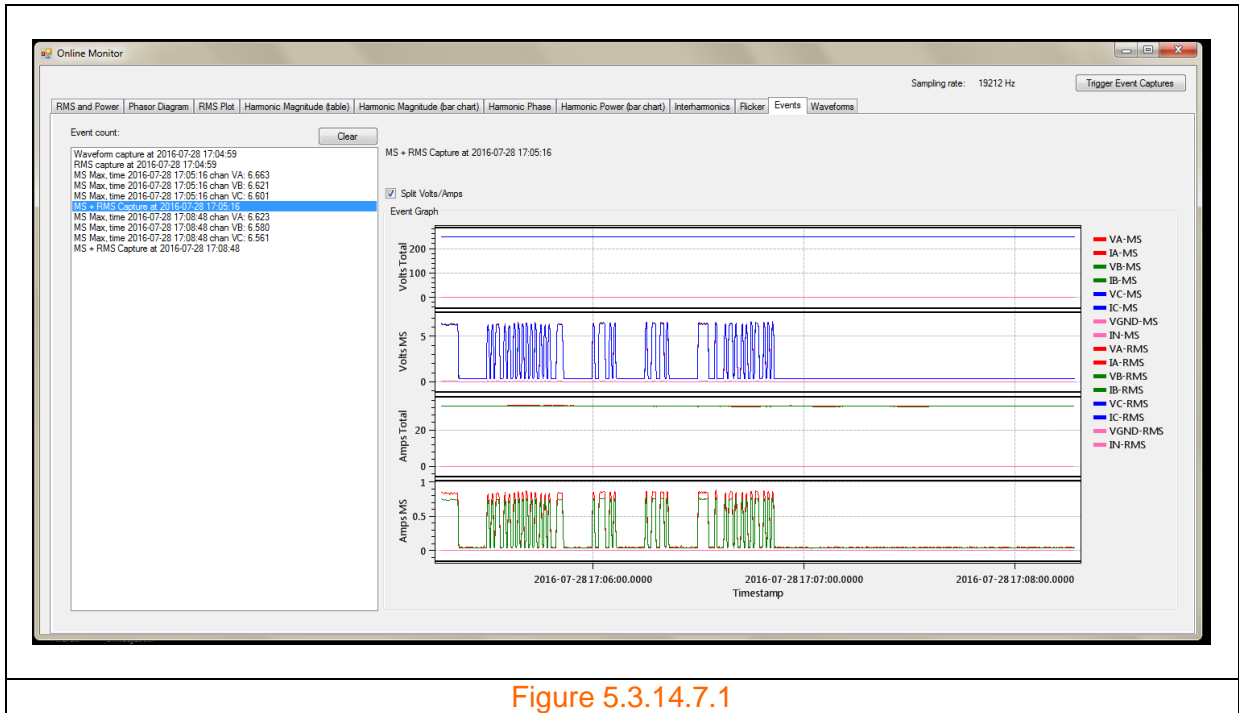 Online Monitor
Sampling rate: 19212 Hz
Trigger Event Captures
RMS and Power Phasor Diagram RMS Plot Harmonic Magnitude (table) Harmonic Magnitude (bar chart) Harmonic Phase Harmonic Power (bar chart) Interharmonics Flicker Events Waveforms
Event count:
Clear
Waveform capture at 2016-07-28 17:04:59
RMS capture at 2016-07-28 17:04:59
MS Max, time 2016-07-28 17:05:16 chan VA: 6.663
MS Max, time 2016-07-28 17:05:16 chan VB: 6.621
MS Max, time 2016-07-28 17:05:16 chan VC: 6.601
MS + RMS Capture at 2016-07-28 17:05:16
MS Max, time 2016-07-28 17:08:48 chan VA: 6.623
MS Max, time 2016-07-28 17:08:48 chan VB: 6.580
MS Max, time 2016-07-28 17:08:48 chan VC: 6.561
MS + RMS Capture at 2016-07-28 17:08:48
MS + RMS Capture at 2016-07-28 17:05:16
Split Volts/Amps
Event Graph
Volts Total
200
100
0
Volts MS
5
0
Amps Total
20
0
Amps MS
1
0.5
0
2016-07-28 17:06:00.0000
2016-07-28 17:07:00.0000
2016-07-28 17:08:00.0000
Timestamp
VA-MS
IA-MS
VB-MS
IB-MS
VC-MS
IC-MS
VGND-MS
IN-MS
VA-RMS
IA-RMS
VB-RMS
IB-RMS
VC-RMS
IC-RMS
VGND-RMS
IN-RMS
Figure 5.3.14.7.1